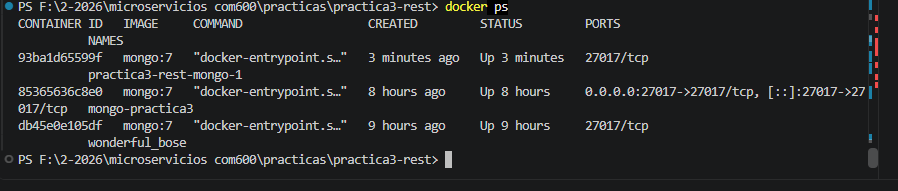 PS F:\2-2026\microservicios com600\practicas\practica3-rest> docker ps
CONTAINER ID   IMAGE     COMMAND                  CREATED         STATUS         PORTS
          NAMES
93ba1d65599f   mongo:7   "docker-entrypoint.s…"   3 minutes ago   Up 3 minutes   27017/tcp
          practica3-rest-mongo-1
85365636c8e0   mongo:7   "docker-entrypoint.s…"   8 hours ago     Up 8 hours     0.0.0.0:27017->27017/tcp, [::]:27017->27
017/tcp   mongo-practica3
db45e0e105df   mongo:7   "docker-entrypoint.s…"   9 hours ago     Up 9 hours     27017/tcp
          wonderful_bose
PS F:\2-2026\microservicios com600\practicas\practica3-rest>